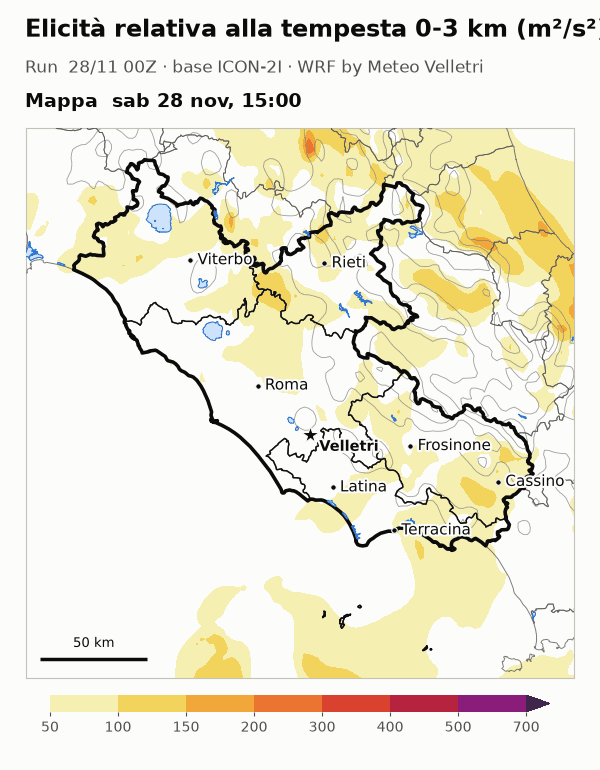 Elicità relativa alla tempesta 0-3 km (m²/s²)
Run  28/11 00Z · base ICON-2I · WRF by Meteo Velletri
Mappa  sab 28 nov, 15:00
Viterbo
Rieti
Roma
Velletri
Frosinone
Cassino
Latina
Terracina
50 km
50 100 150 200 300 400 500 700